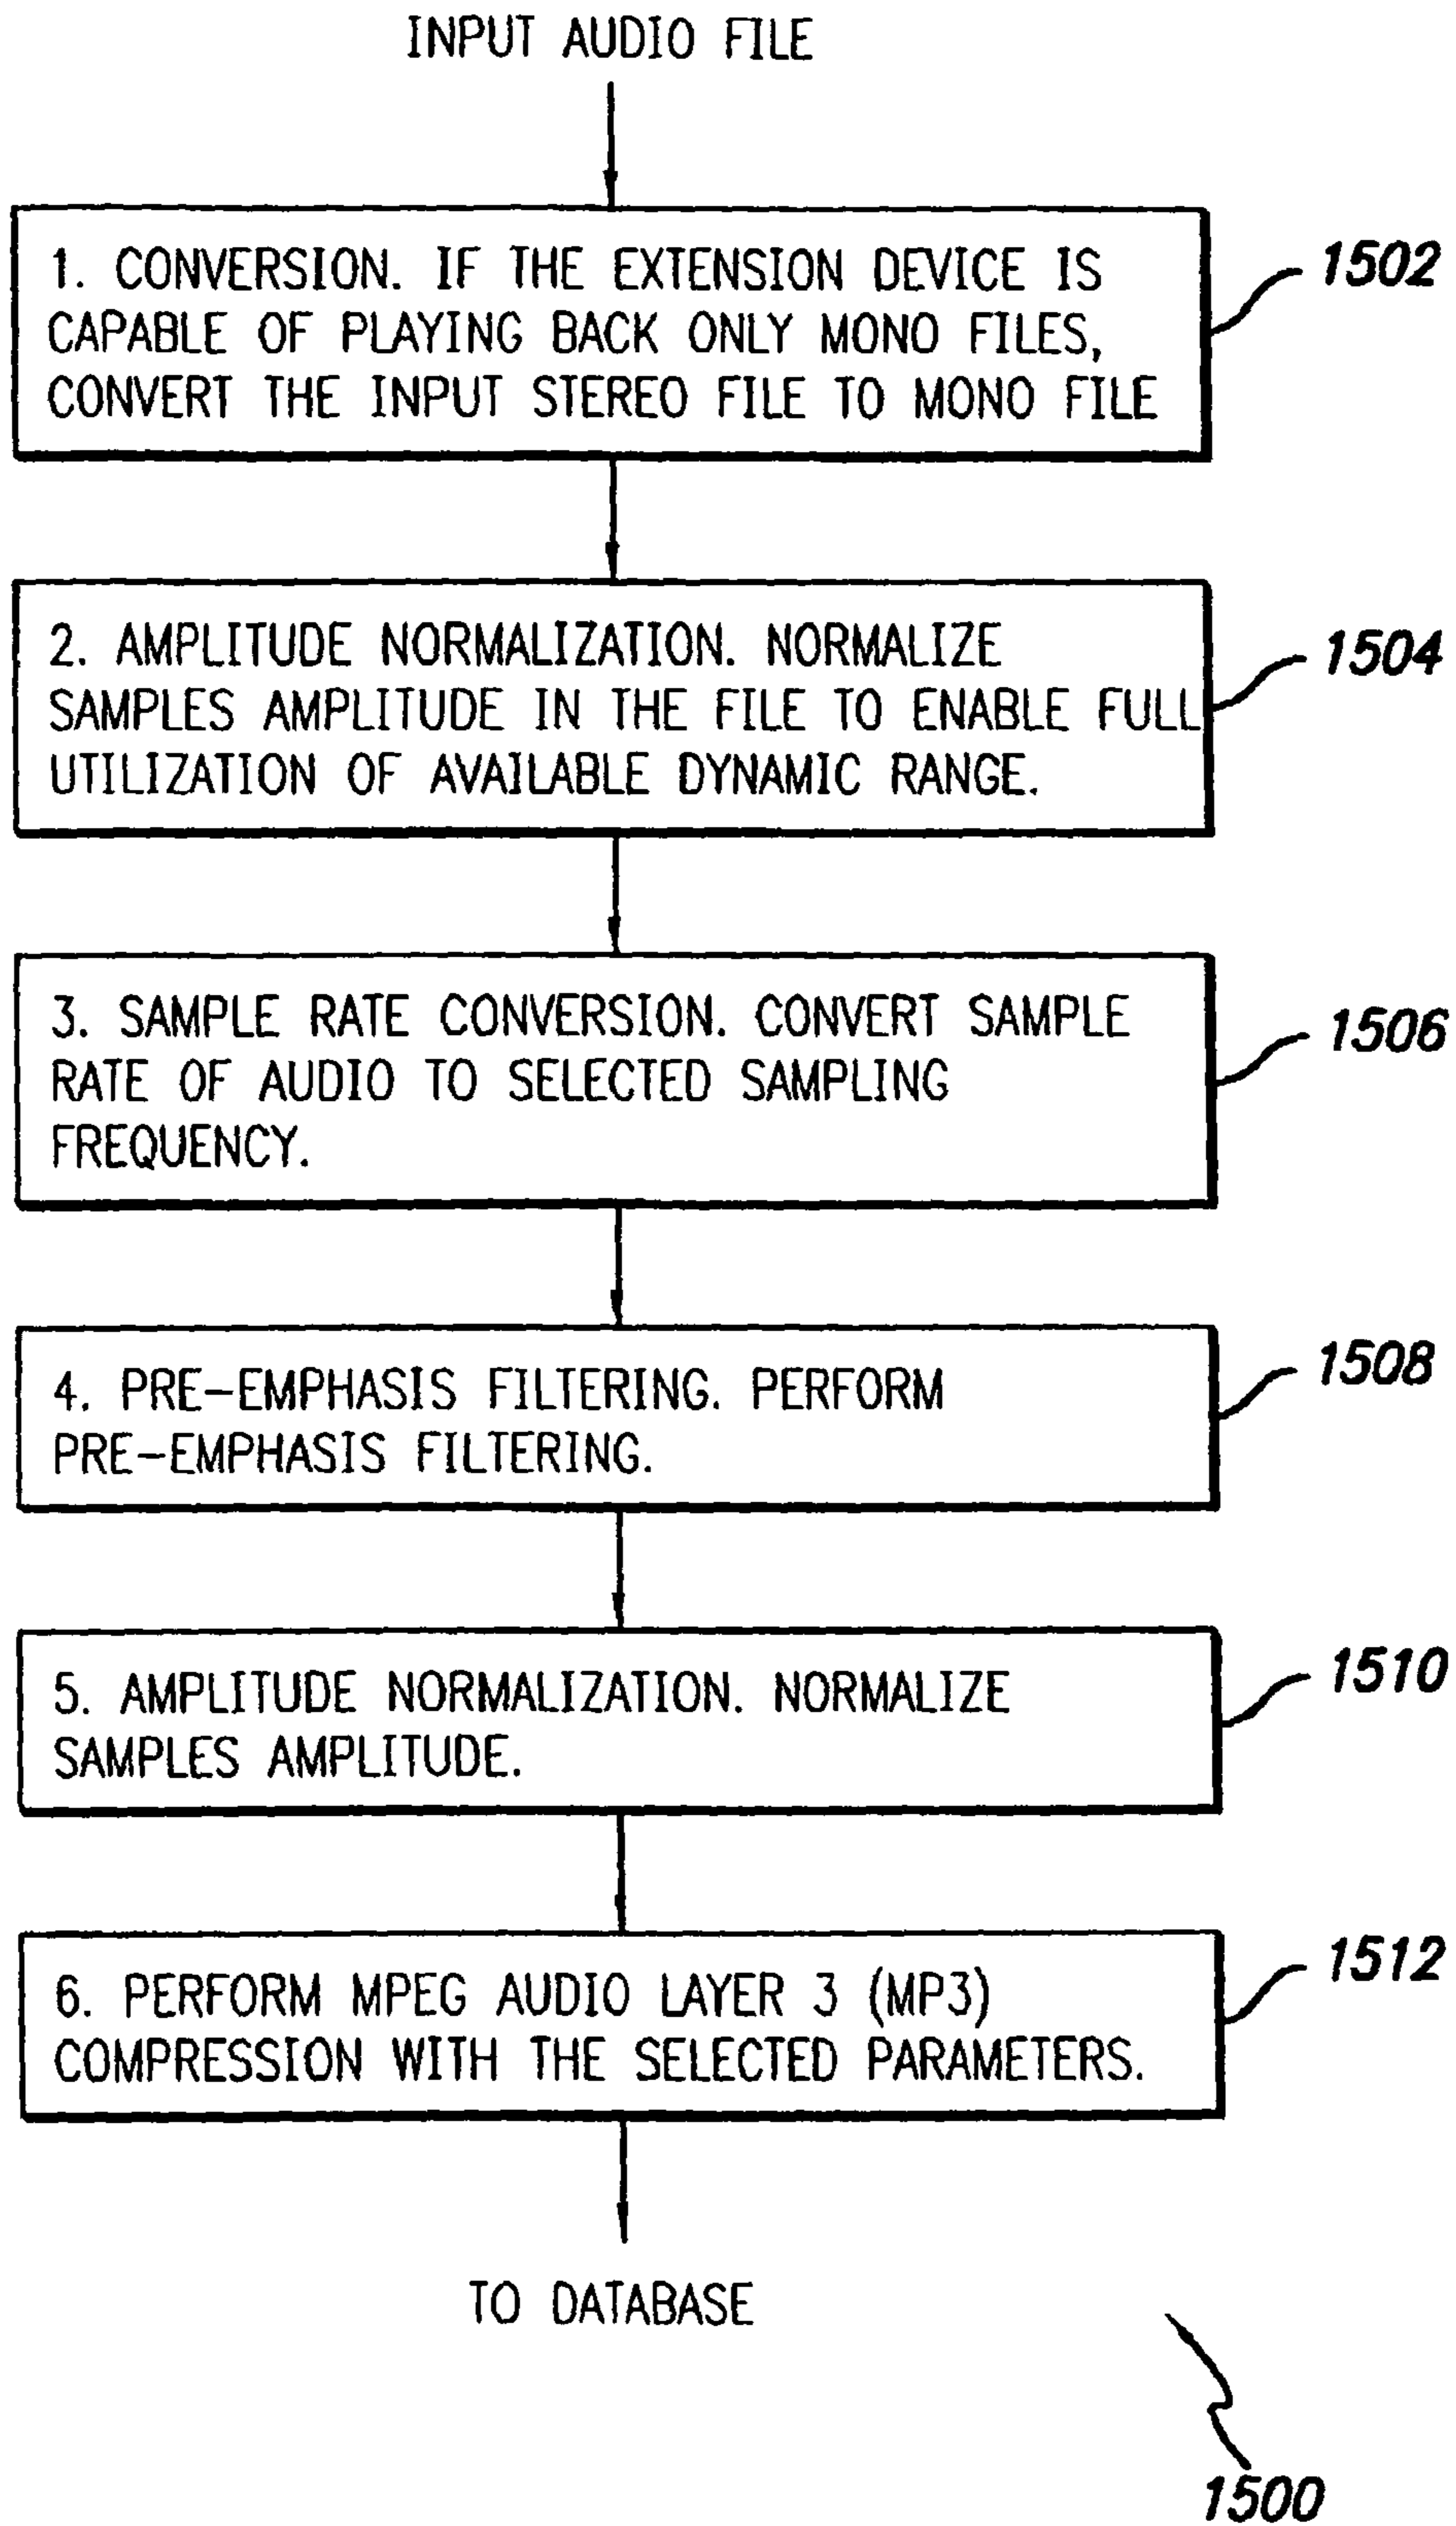 INPUT AUDIO FILE
1. CONVERSION. IF THE EXTENSION DEVICE IS
CAPABLE OF PLAYING BACK ONLY MONO FILES,
CONVERT THE INPUT STEREO FILE TO MONO FILE
1502
2. AMPLITUDE NORMALIZATION. NORMALIZE
SAMPLES AMPLITUDE IN THE FILE TO ENABLE FULL
UTILIZATION OF AVAILABLE DYNAMIC RANGE.
1504
3. SAMPLE RATE CONVERSION. CONVERT SAMPLE
RATE OF AUDIO TO SELECTED SAMPLING
FREQUENCY.
1506
4. PRE-EMPHASIS FILTERING. PERFORM
PRE-EMPHASIS FILTERING.
1508
5. AMPLITUDE NORMALIZATION. NORMALIZE
SAMPLES AMPLITUDE.
1510
6. PERFORM MPEG AUDIO LAYER 3 (MP3)
COMPRESSION WITH THE SELECTED PARAMETERS.
1512
TO DATABASE
1500